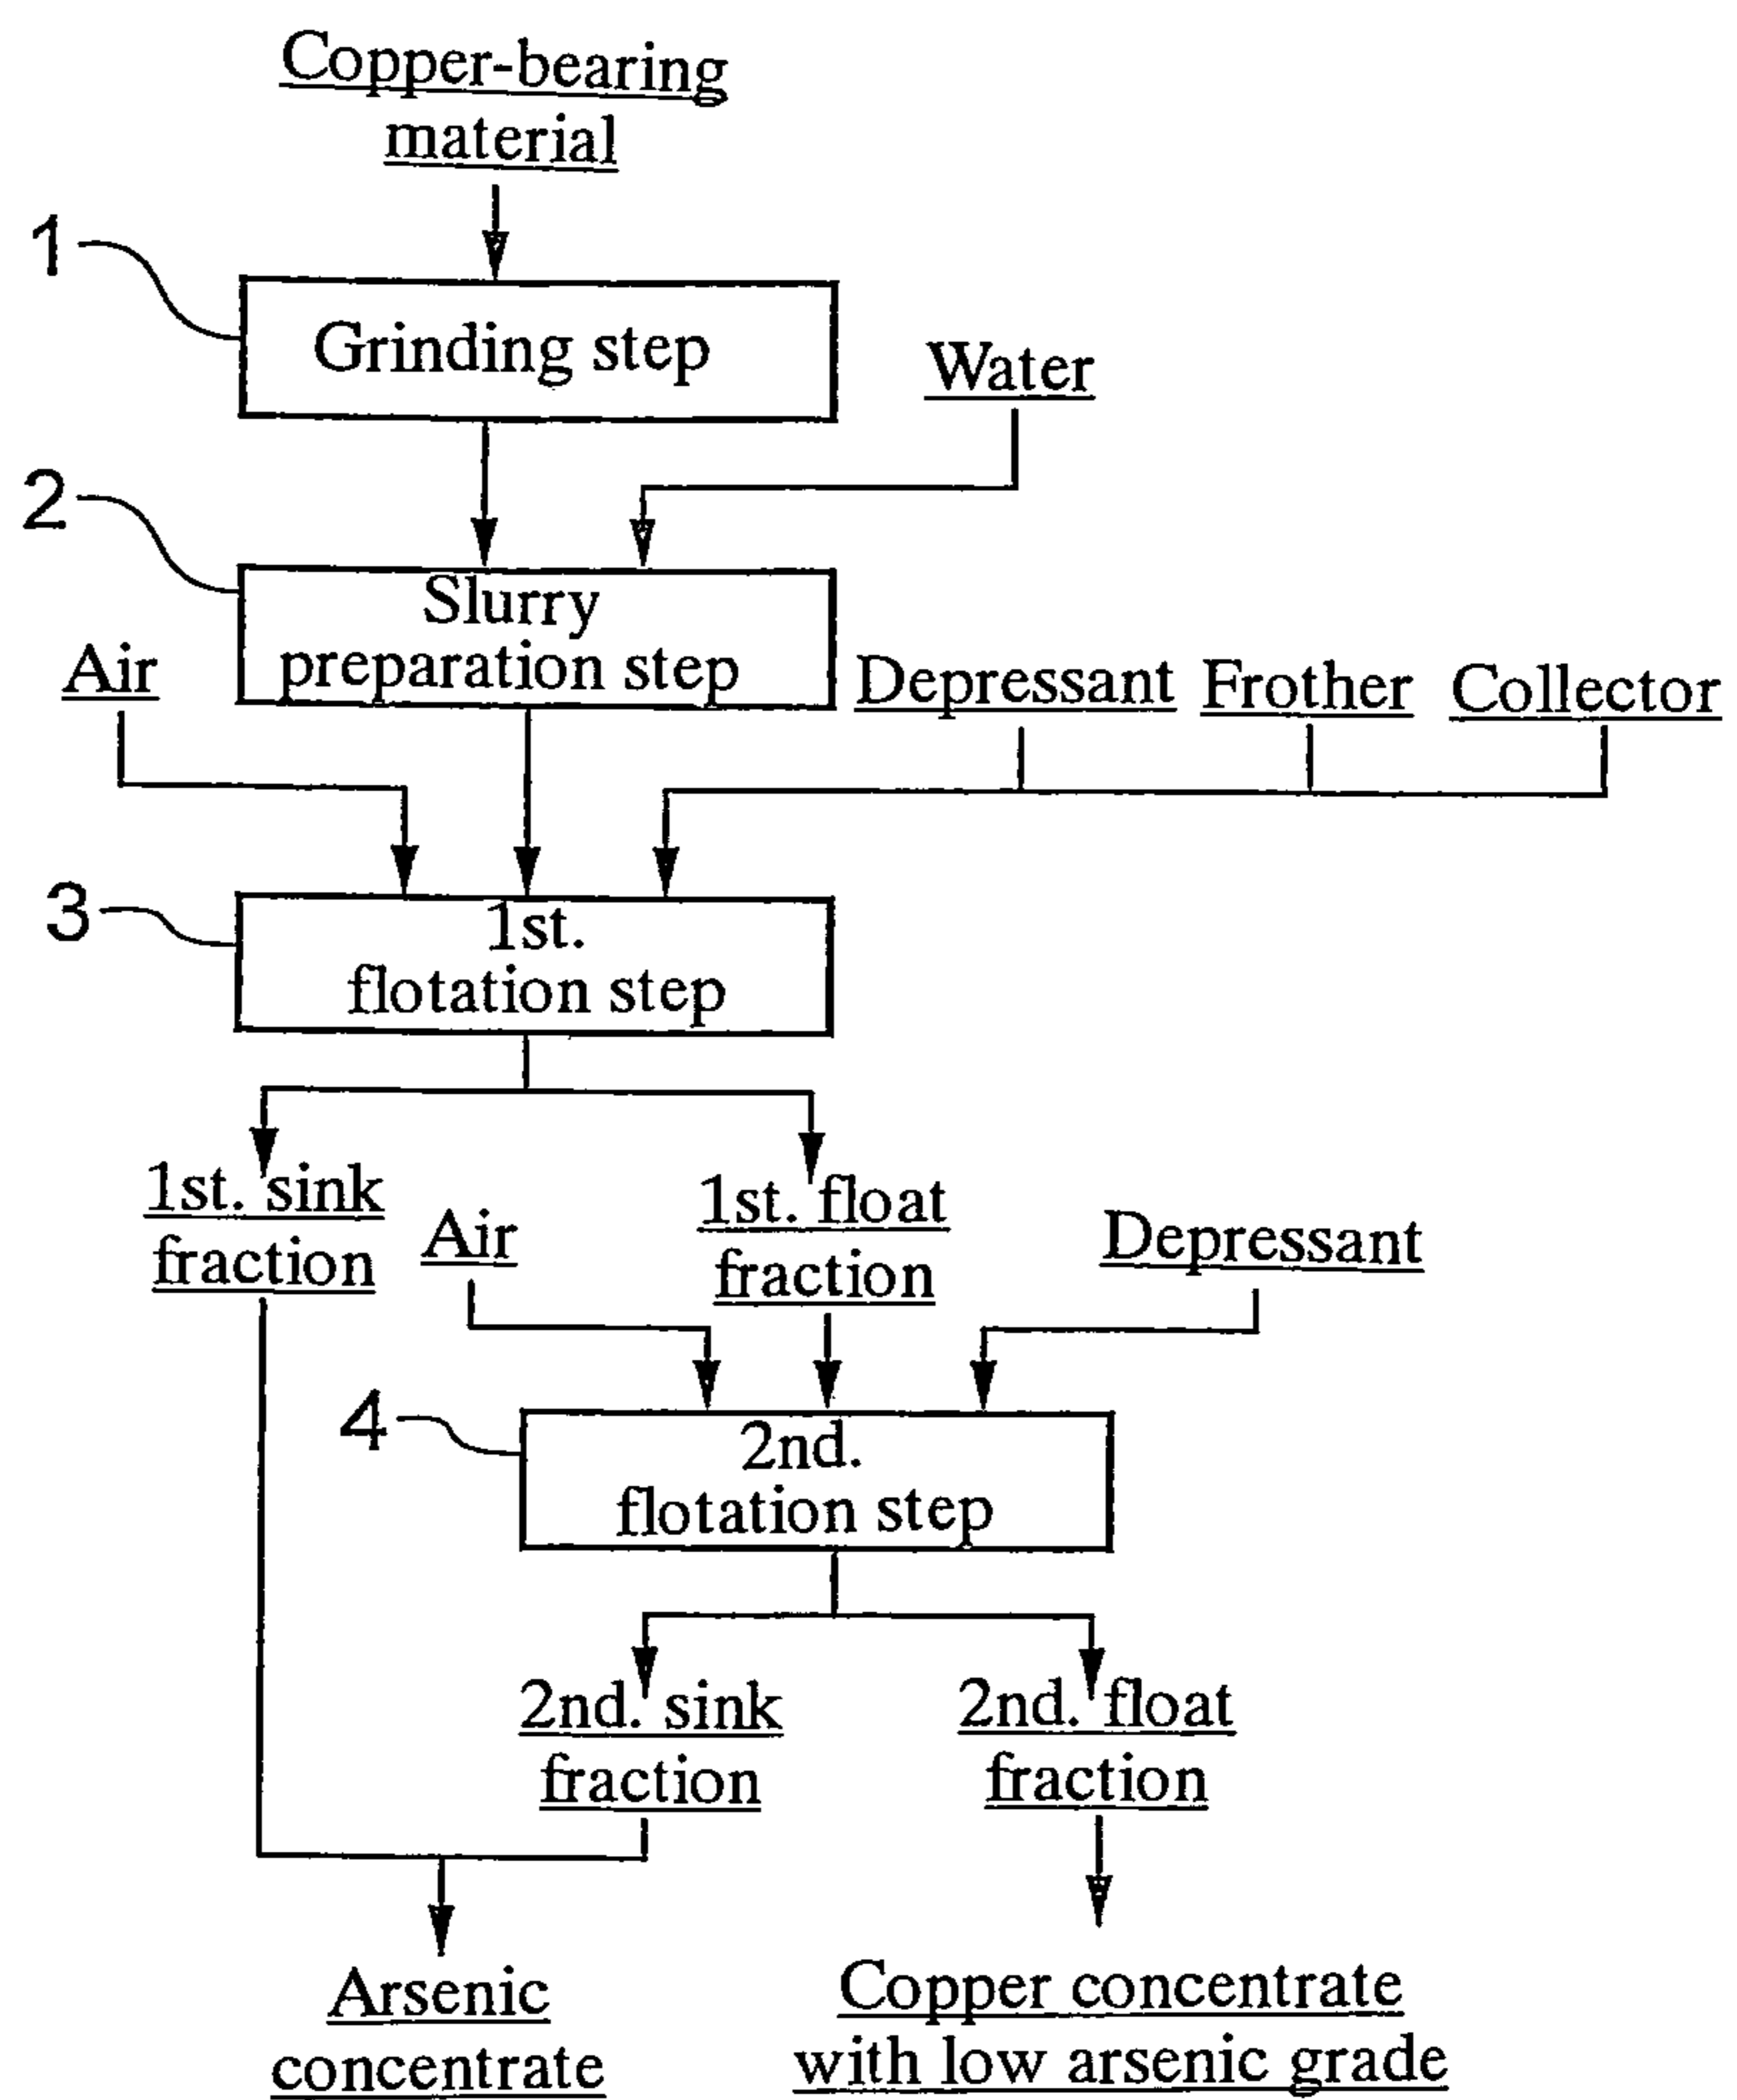 Copper-bearing
material
1
Grinding step
Water
2
Slurry
preparation step
Air
Depressant
Frother
Collector
3
1st.
flotation step
1st. sink
fraction
Air
1st. float
fraction
Depressant
4
2nd.
flotation step
2nd. sink
fraction
2nd. float
fraction
Arsenic
concentrate
Copper concentrate
with low arsenic grade